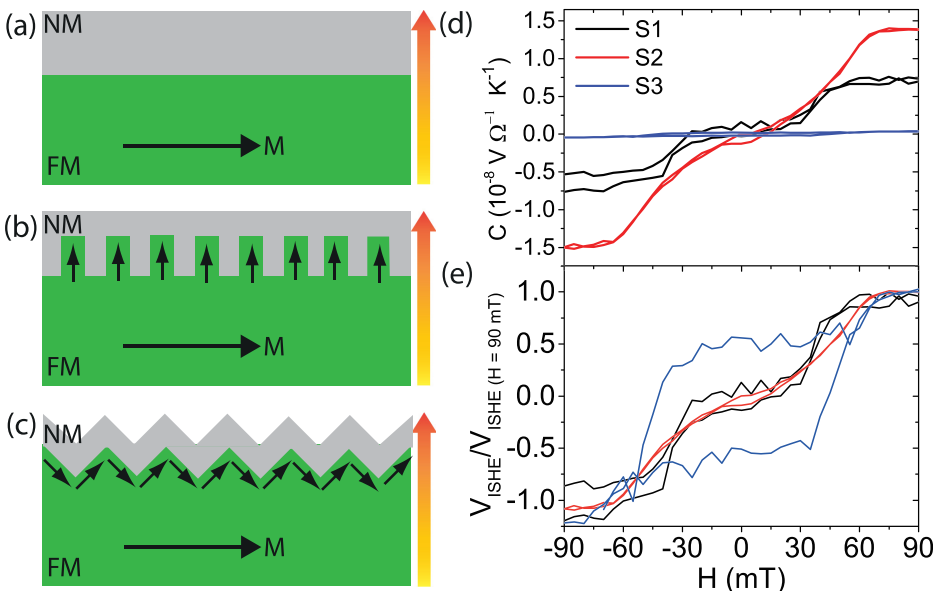 (a)
NM
M
FM
(b)
NM
M
FM
(c)
NM
M
FM
(d)
S1
S2
S3
1.5
1.0
0.5
0.0
-0.5
-1.0
-1.5
C (10⁻⁸ V Ω⁻¹ K⁻¹)
(e)
1.0
0.5
0.0
-0.5
-1.0
V_ISHE/V_ISHE (H = 90 mT)
-90 -60 -30 0 30 60 90
H (mT)